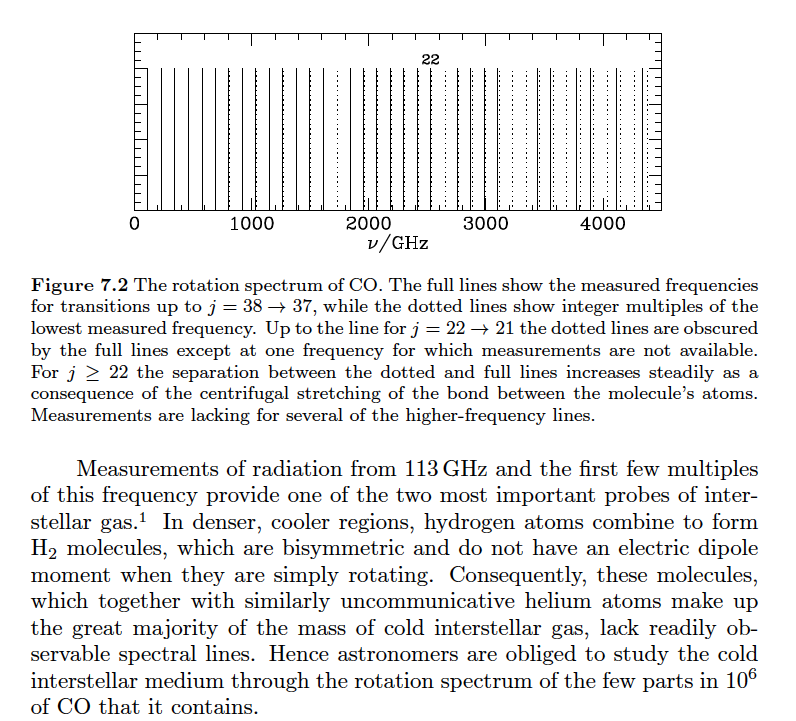 22
0 1000 2000 3000 4000
ν/GHz
Figure 7.2 The rotation spectrum of CO. The full lines show the measured frequencies
for transitions up to j = 38 → 37, while the dotted lines show integer multiples of the
lowest measured frequency. Up to the line for j = 22 → 21 the dotted lines are obscured
by the full lines except at one frequency for which measurements are not available.
For j ≥ 22 the separation between the dotted and full lines increases steadily as a
consequence of the centrifugal stretching of the bond between the molecule's atoms.
Measurements are lacking for several of the higher-frequency lines.
Measurements of radiation from 113 GHz and the first few multiples
of this frequency provide one of the two most important probes of inter-
stellar gas.¹ In denser, cooler regions, hydrogen atoms combine to form
H₂ molecules, which are bisymmetric and do not have an electric dipole
moment when they are simply rotating. Consequently, these molecules,
which together with similarly uncommunicative helium atoms make up
the great majority of the mass of cold interstellar gas, lack readily ob-
servable spectral lines. Hence astronomers are obliged to study the cold
interstellar medium through the rotation spectrum of the few parts in 10⁶
of CO that it contains.